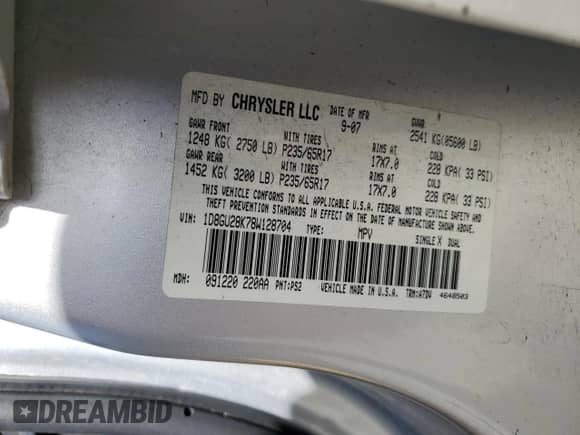 MFD BY CHRYSLER LLC DATE OF MFR 9-07 GVWR 2541 KG(05600 LB)
GAWR FRONT WITH TIRES RIMS AT COLD
1248 KG( 2750 LB) P235/65R17 17X7.0 228 KPA( 33 PSI)
GAWR REAR WITH TIRES RIMS AT COLD
1452 KG( 3200 LB) P235/65R17 17X7.0 228 KPA( 33 PSI)
THIS VEHICLE CONFORMS TO ALL APPLICABLE U.S.A. FEDERAL MOTOR VEHICLE SAFETY AND
THEFT PREVENTION STANDARDS IN EFFECT ON THE DATE OF MANUFACTURE SHOWN ABOVE.
VIN: 1D8GU28K78W128704 TYPE: MPV SINGLE X DUAL
MDH: 091220 220AA PNT:PS2 VEHICLE MADE IN U.S.A. TRM:A7DV 4648503
DREAMBID